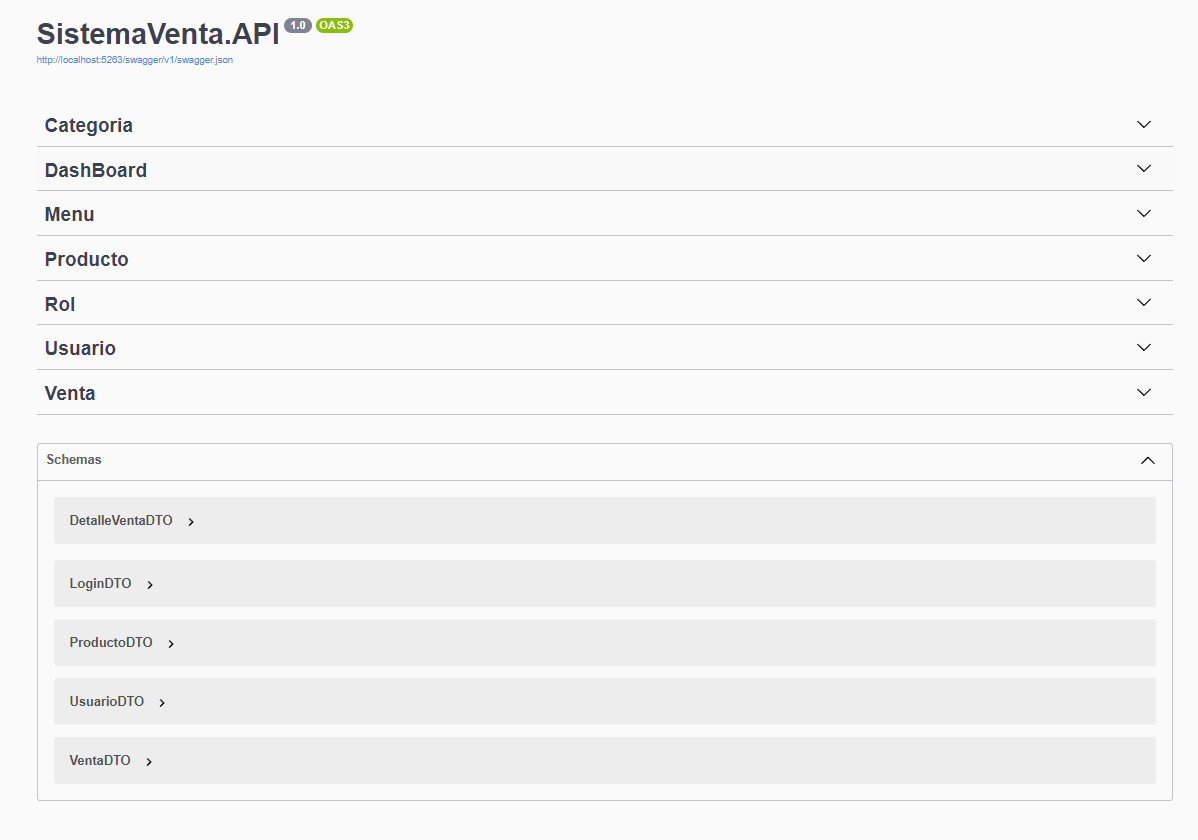 SistemaVenta.API 1.0 OAS3
http://localhost:5263/swagger/v1/swagger.json
Categoria
DashBoard
Menu
Producto
Rol
Usuario
Venta
Schemas
DetalleVentaDTO
LoginDTO
ProductoDTO
UsuarioDTO
VentaDTO